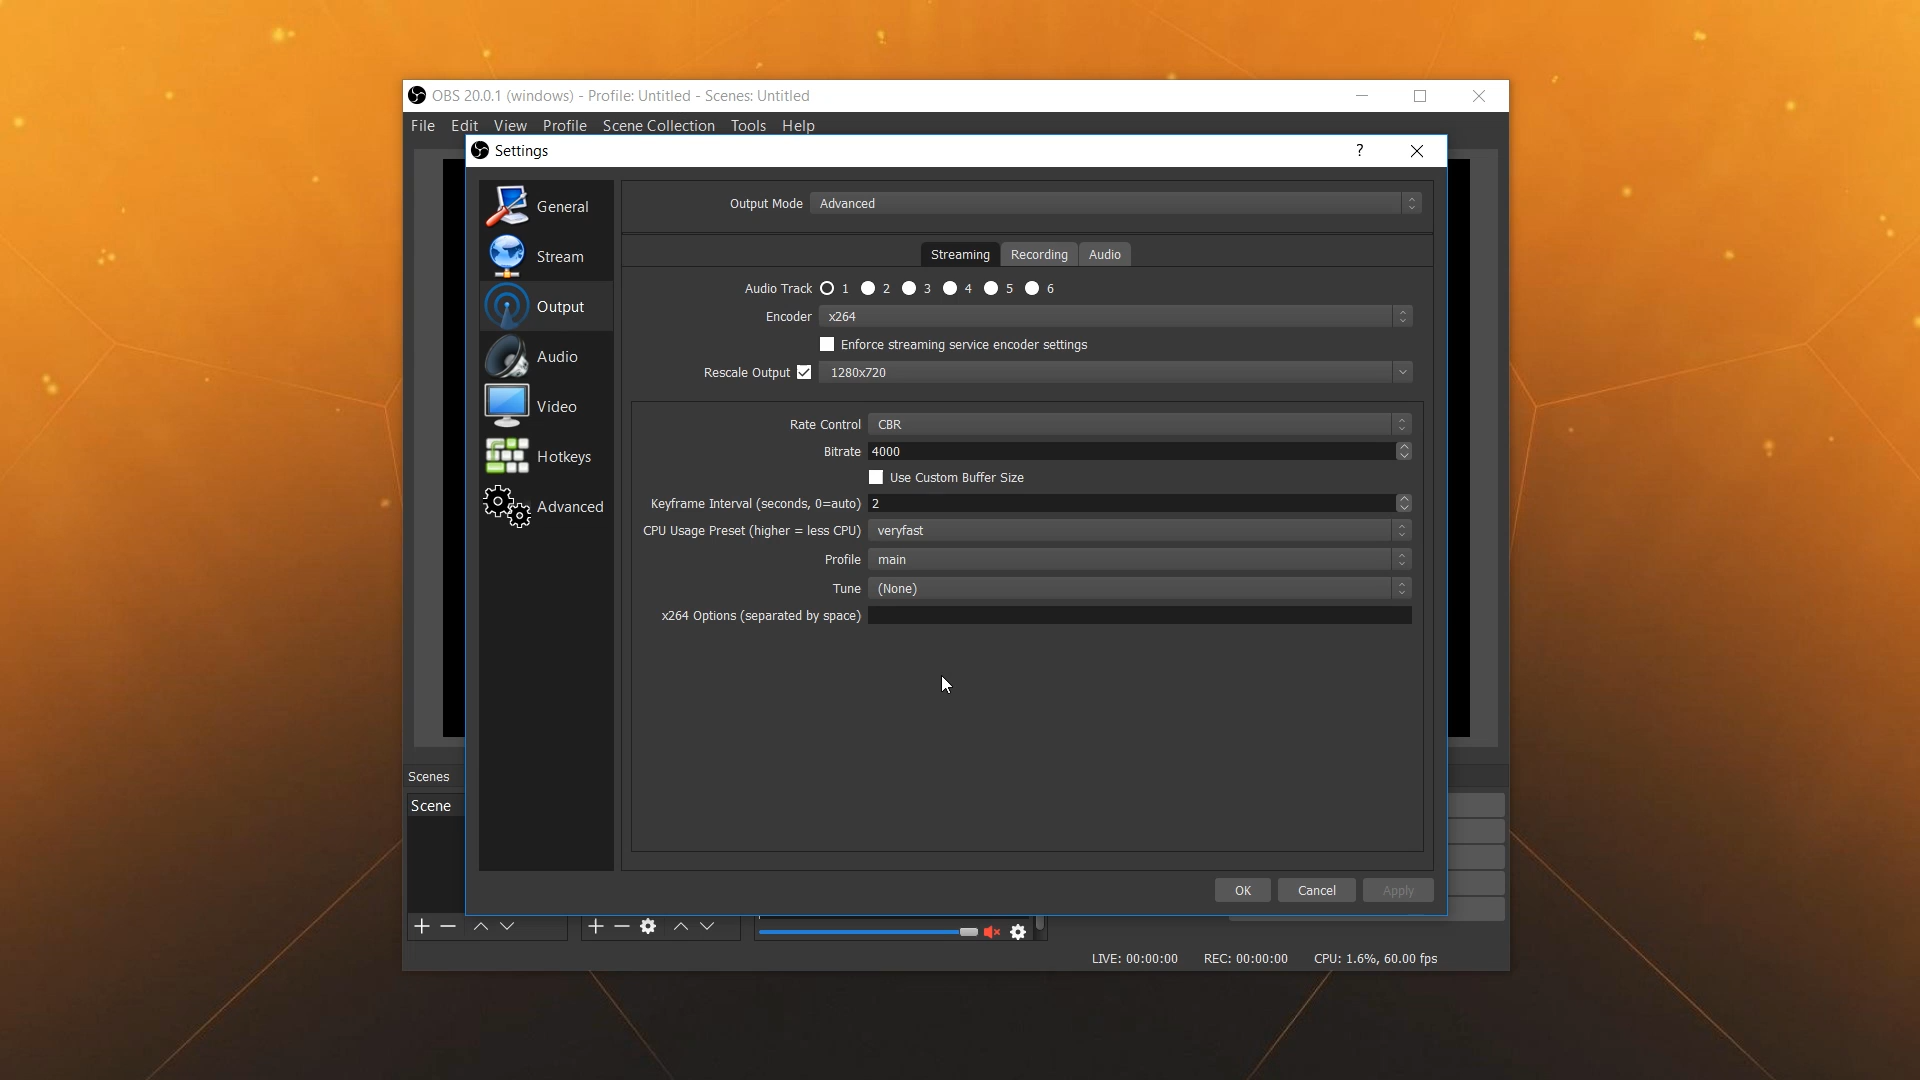 OBS 20.0.1 (windows) - Profile: Untitled - Scenes: Untitled
File Edit View Profile Scene Collection Tools Help
Settings ?
General
Stream
Output
Audio
Video
Hotkeys
Advanced
Output Mode Advanced
Streaming Recording Audio
Audio Track 1 2 3 4 5 6
Encoder x264
Enforce streaming service encoder settings
Rescale Output 1280x720
Rate Control CBR
Bitrate 4000
Use Custom Buffer Size
Keyframe Interval (seconds, 0=auto) 2
CPU Usage Preset (higher = less CPU) veryfast
Profile main
Tune (None)
x264 Options (separated by space)
OK Cancel Apply
Scenes
Scene
LIVE: 00:00:00 REC: 00:00:00 CPU: 1.6%, 60.00 fps